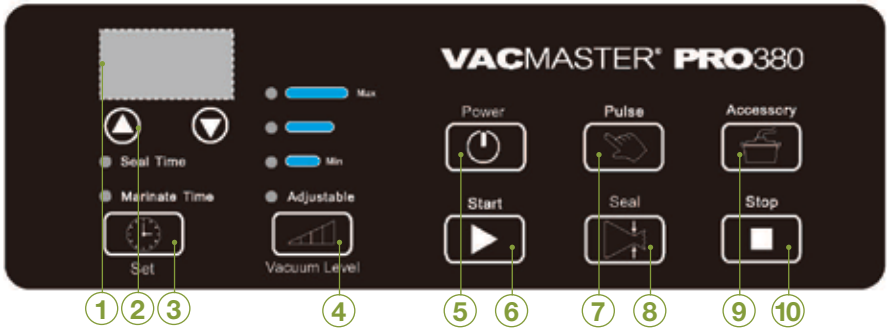 VACMASTER® PRO380
Max
Min
Seal Time
Marinate Time
Adjustable
Set
Vacuum Level
Power
Pulse
Accessory
Start
Seal
Stop
1
2
3
4
5
6
7
8
9
10